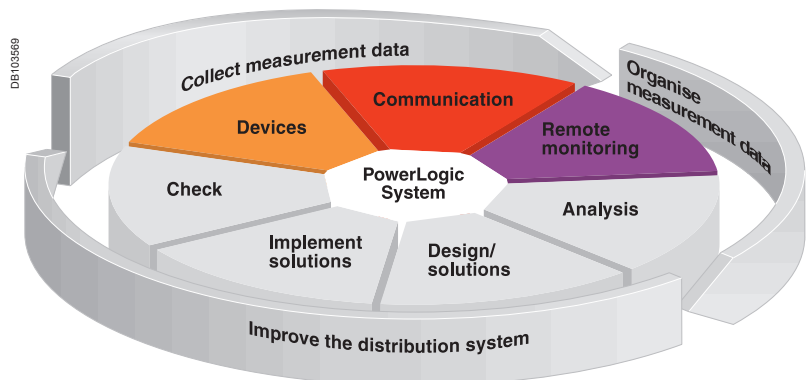 DB103569
Collect measurement data
Organise
measurement data
Communication
Devices
Remote
monitoring
PowerLogic
System
Check
Analysis
Implement
solutions
Design/
solutions
Improve the distribution system